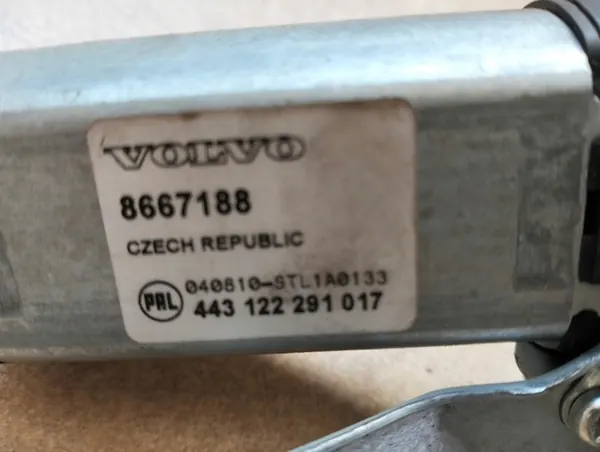 VOLVO
8667188
CZECH REPUBLIC
040810-STL1A0133
PAL 443 122 291 017